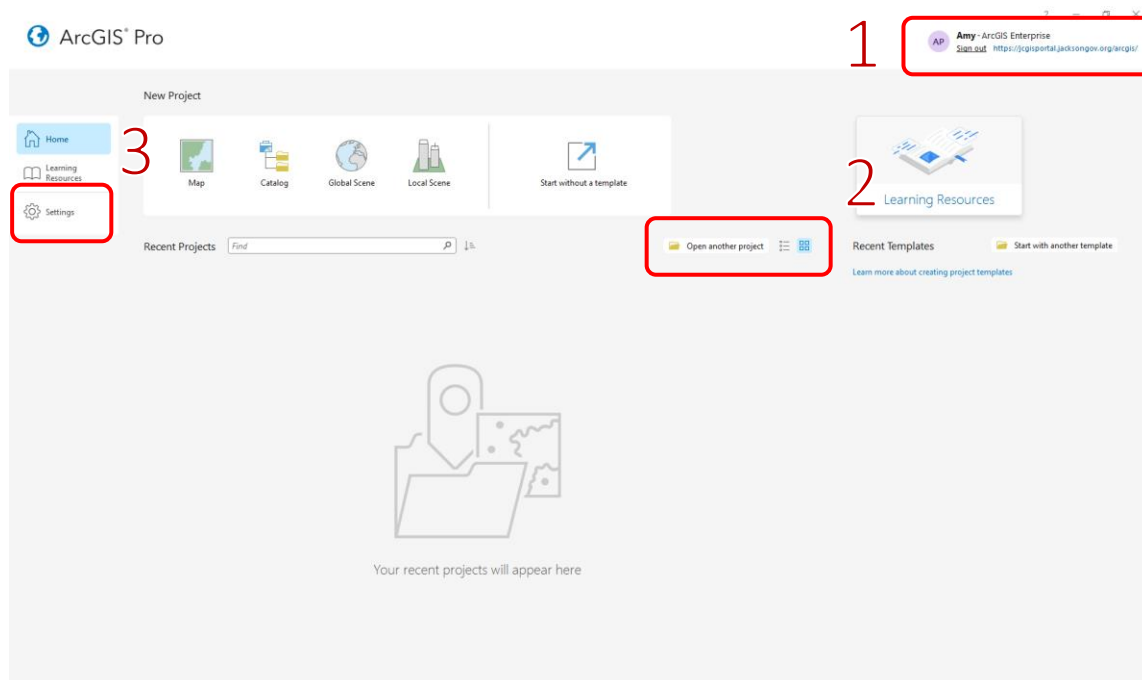 ArcGIS® Pro
1
AP
Amy - ArcGIS Enterprise
Sign out https://jcgisportal.jacksongov.org/arcgis/
New Project
Home
Learning
Resources
Settings
3
Map
Catalog
Global Scene
Local Scene
Start without a template
2
Learning Resources
Recent Projects
Find
Open another project
Recent Templates
Start with another template
Learn more about creating project templates
Your recent projects will appear here